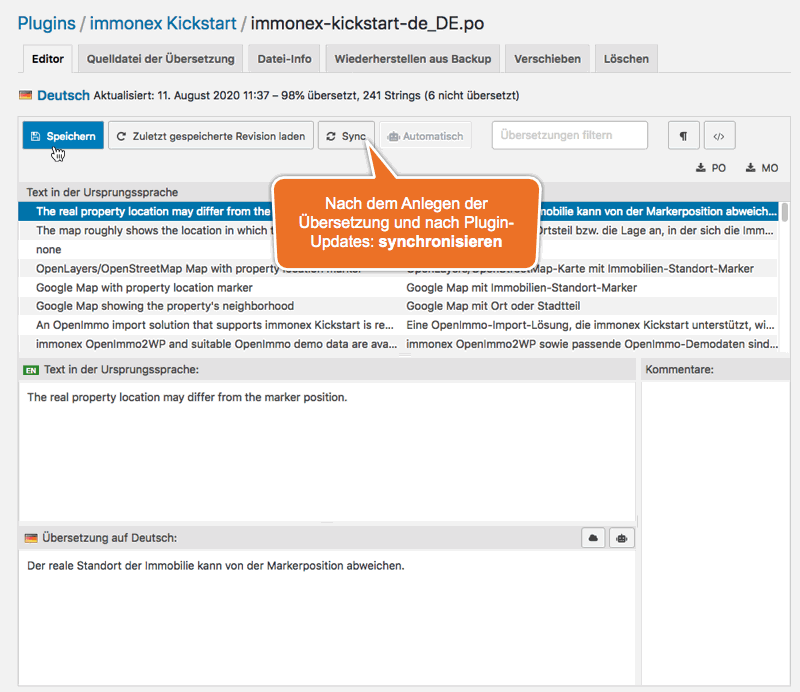 Plugins / immonex Kickstart / immonex-kickstart-de_DE.po
Editor Quelldatei der Übersetzung Datei-Info Wiederherstellen aus Backup Verschieben Löschen
Deutsch Aktualisiert: 11. August 2020 11:37 – 98% übersetzt, 241 Strings (6 nicht übersetzt)
Speichern Zuletzt gespeicherte Revision laden Sync Automatisch Übersetzungen filtern ¶ </>
PO MO
Text in der Ursprungssprache
Nach dem Anlegen der
Übersetzung und nach Plugin-
Updates: synchronisieren
The real property location may differ from the mobilie kann von der Markerposition abweich...
The map roughly shows the location in which t Ortsteil bzw. die Lage an, in der sich die Imm...
none
OpenLayers/OpenStreetMap Map with property location marker OpenLayers/OpenStreetMap-Karte mit Immobilien-Standort-Marker
Google Map with property location marker Google Map mit Immobilien-Standort-Marker
Google Map showing the property's neighborhood Google Map mit Ort oder Stadtteil
An OpenImmo import solution that supports immonex Kickstart is re... Eine OpenImmo-Import-Lösung, die immonex Kickstart unterstützt, wi...
immonex OpenImmo2WP and suitable OpenImmo demo data are ava... immonex OpenImmo2WP sowie passende OpenImmo-Demodaten sind...
EN Text in der Ursprungssprache: Kommentare:
The real property location may differ from the marker position.
Übersetzung auf Deutsch:
Der reale Standort der Immobilie kann von der Markerposition abweichen.